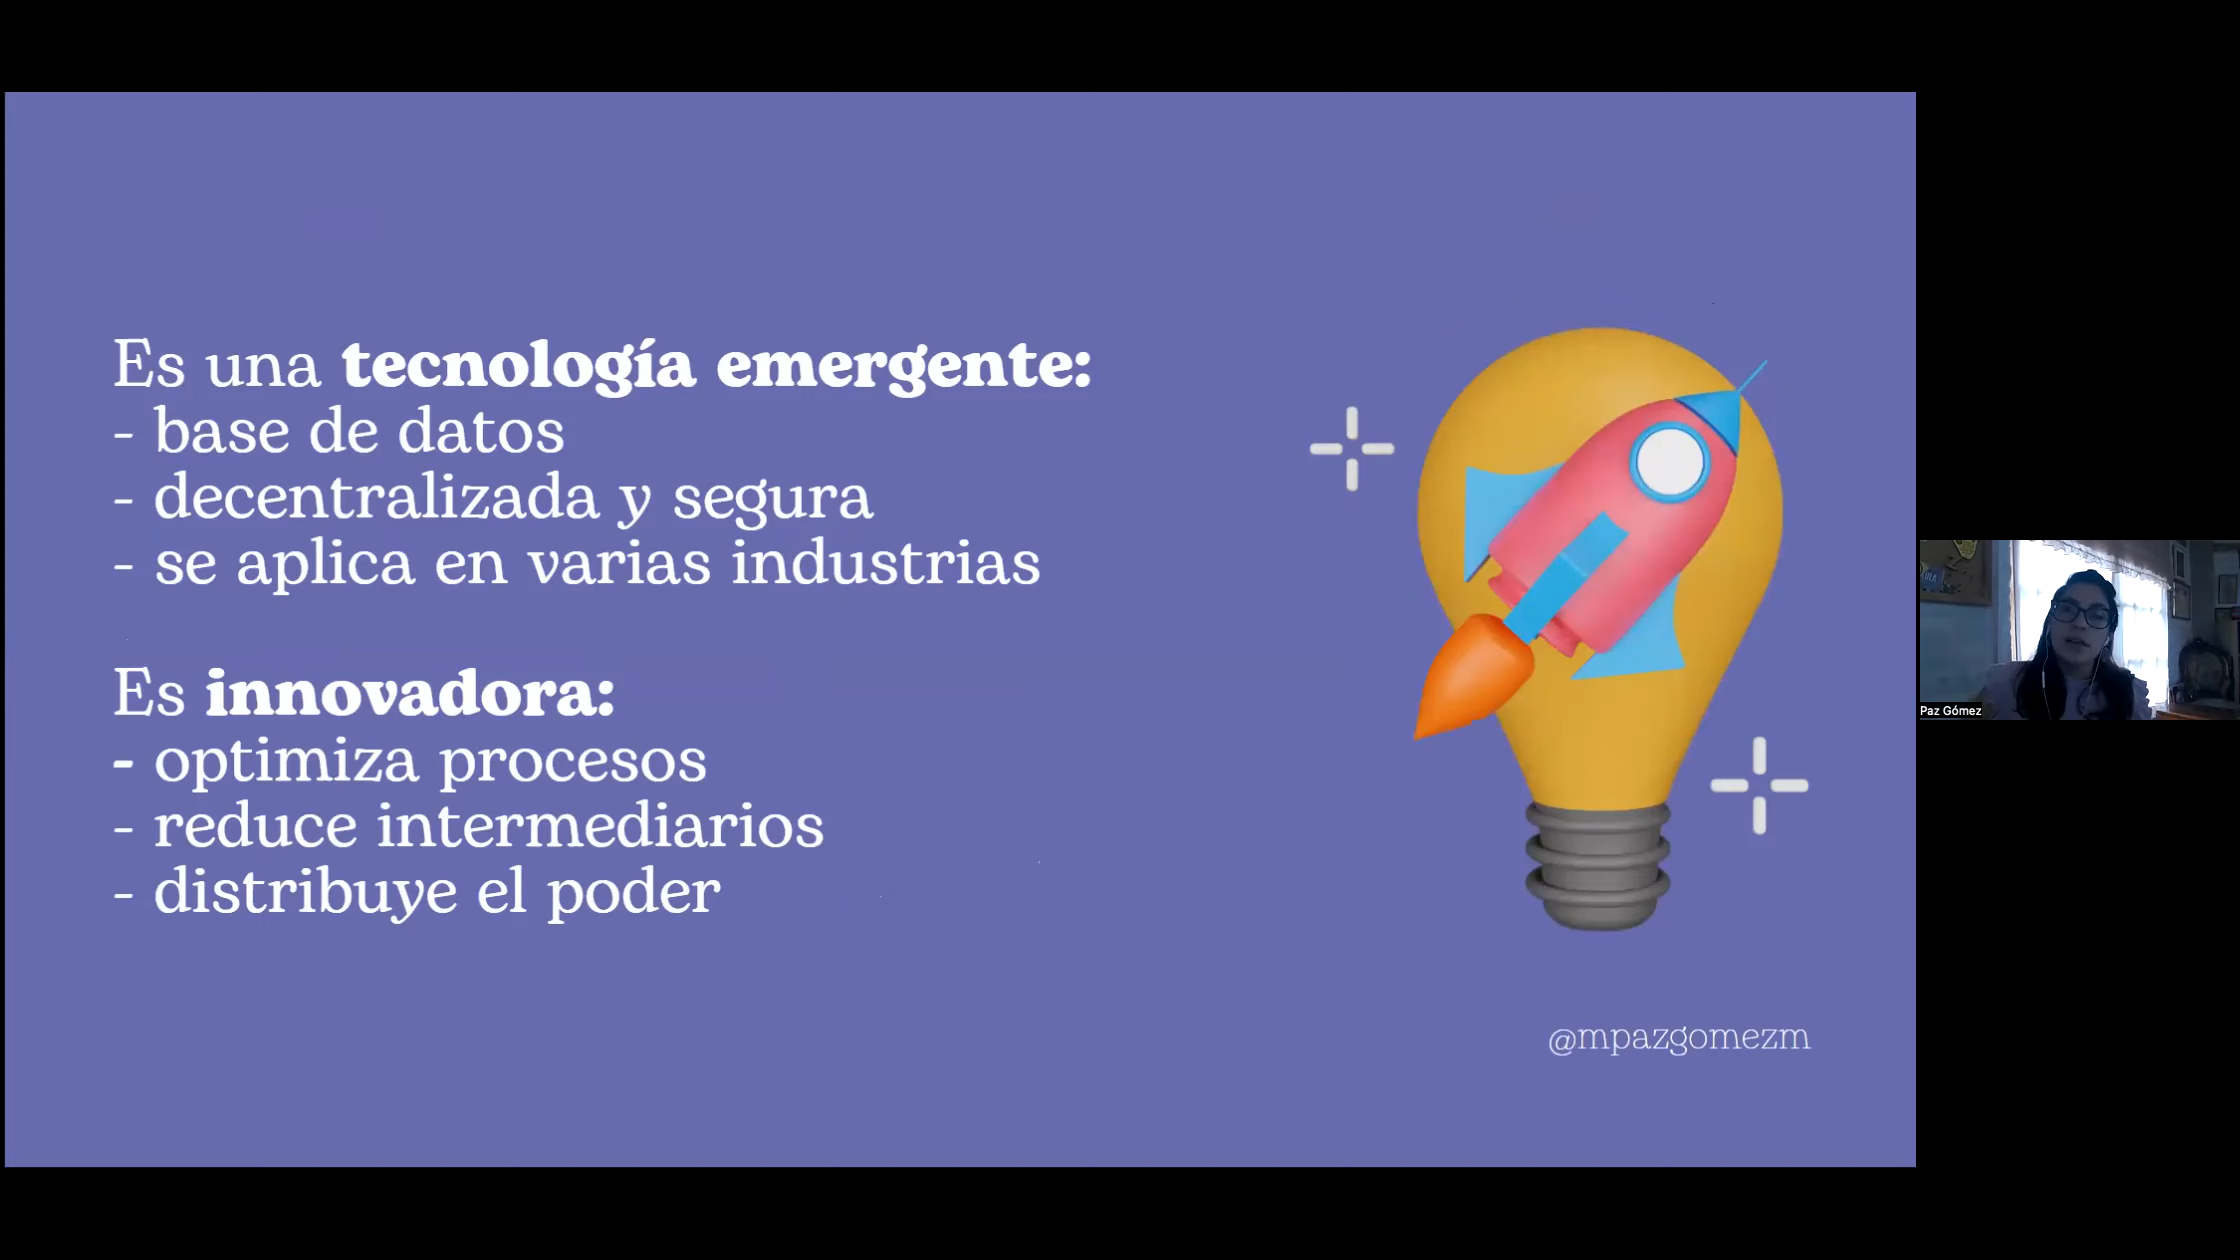 Es una tecnología emergente:
- base de datos
- decentralizada y segura
- se aplica en varias industrias
Es innovadora:
- optimiza procesos
- reduce intermediarios
- distribuye el poder
@mpazgomezm
Paz Gómez